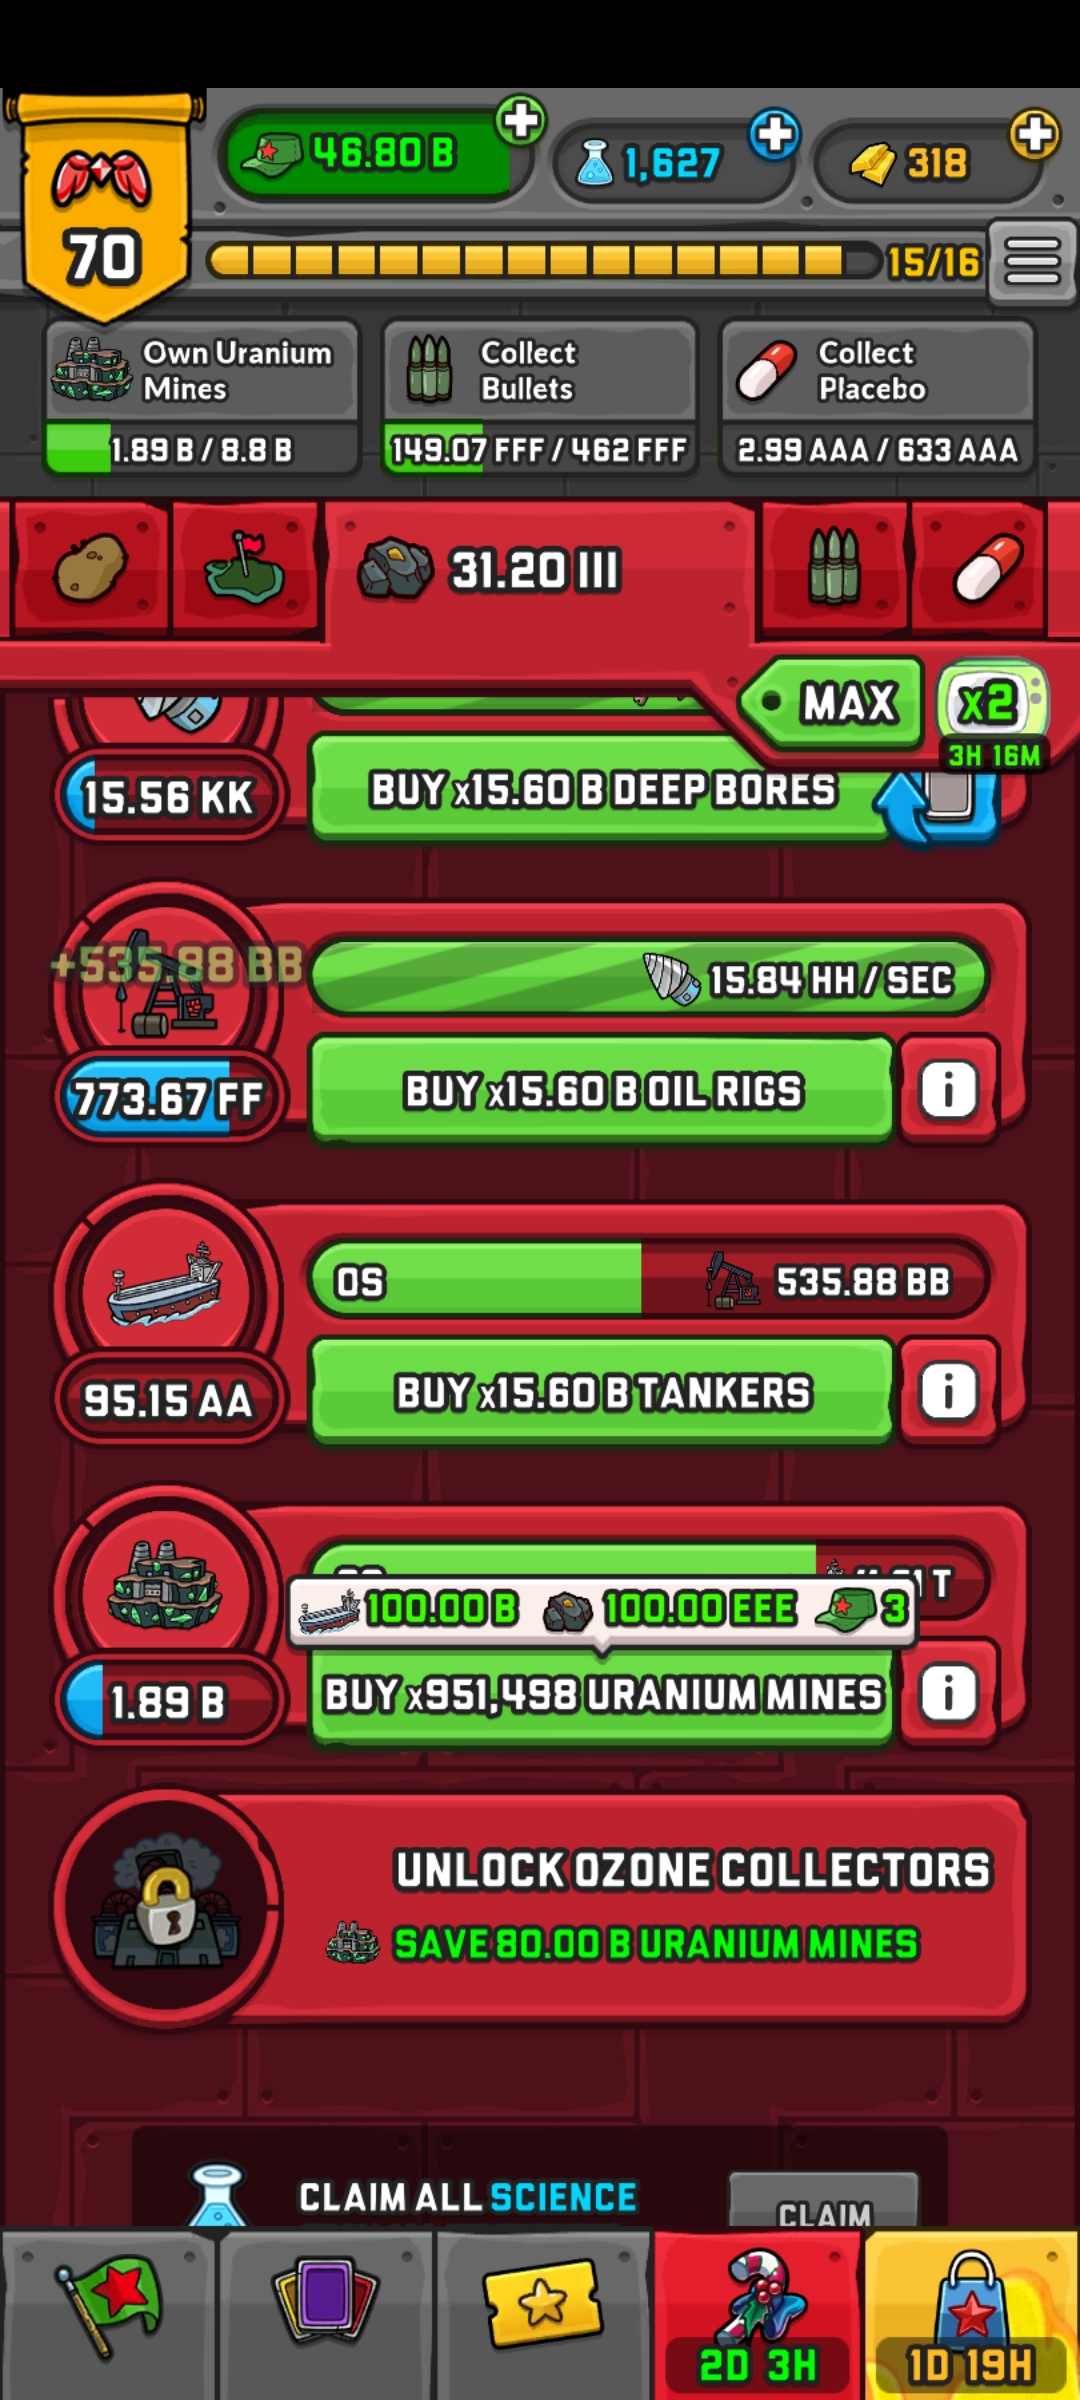 46.80 B
1,627
318
70
15/16
Own Uranium
Mines
1.89 B / 8.8 B
Collect
Bullets
149.07 FFF / 462 FFF
Collect
Placebo
2.99 AAA / 633 AAA
31.20 III
MAX
x2
3H 16M
15.56 KK
BUY x15.60 B DEEP BORES
+535.88 BB
15.84 HH / SEC
773.67 FF
BUY x15.60 B OIL RIGS
i
0S
535.88 BB
95.15 AA
BUY x15.60 B TANKERS
i
T
100.00 B
100.00 EEE
3
1.89 B
BUY x951,498 URANIUM MINES
i
UNLOCK OZONE COLLECTORS
SAVE 80.00 B URANIUM MINES
CLAIM ALL SCIENCE
CLAIM
2D 3H
1D 19H